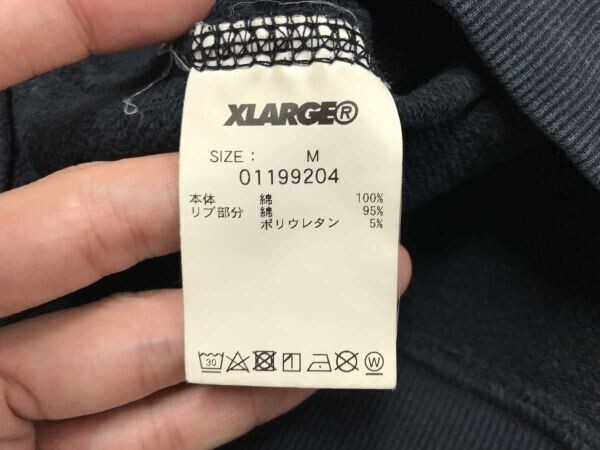 XLARGE®
SIZE : M
01199204
本体 綿 100%
リブ部分 綿 95%
ポリウレタン 5%
30 W